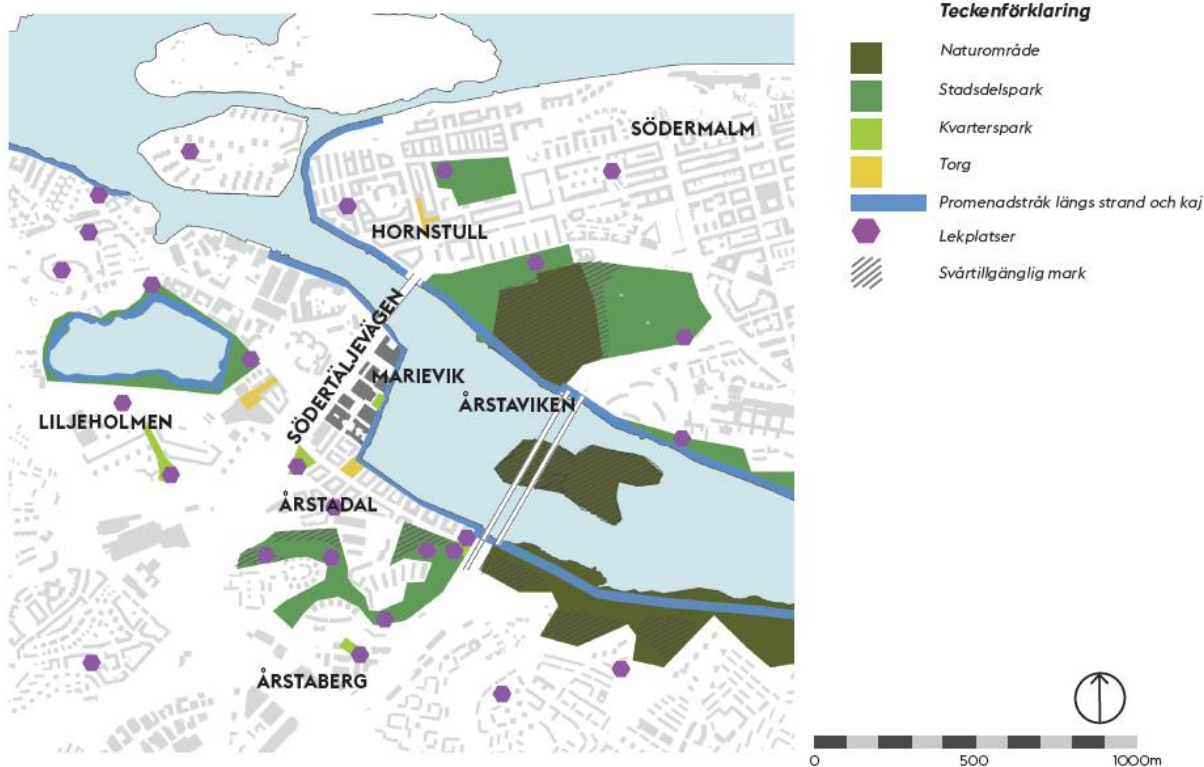 Teckenförklaring
Naturområde
Stadsdelspark
Kvarterspark
Torg
Promenadstråk längs strand och kaj
Lekplatser
Svårtillgänglig mark
SÖDERMALM
HORNSTULL
SÖDERTÄLJEVÄGEN
MARIEVIK
ÅRSTAVIKEN
LILJEHOLMEN
ÅRSTADAL
ÅRSTABERG
0 500 1000m